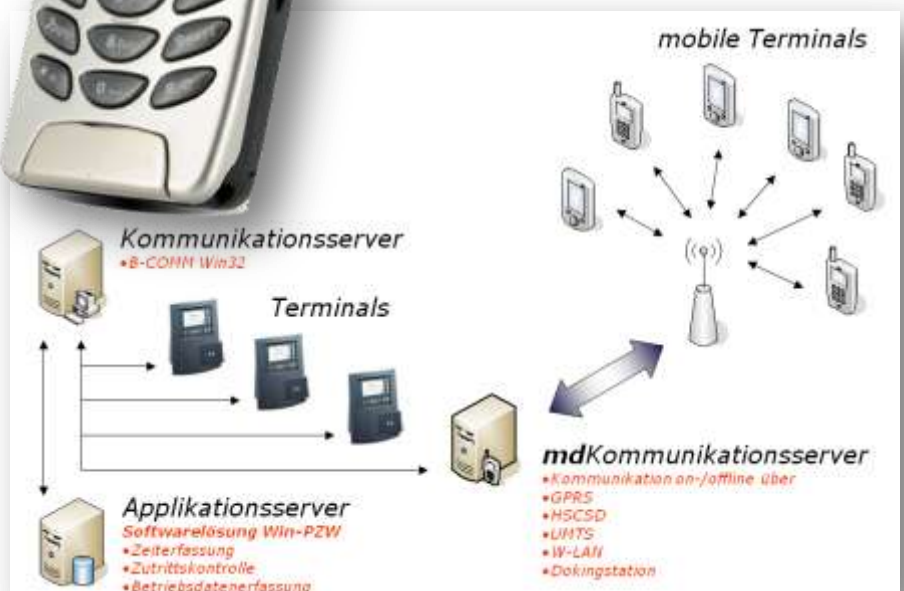 mobile Terminals
Kommunikationsserver
•B-COMM Win32
Terminals
mdKommunikationsserver
•Kommunikation on-/offline über
•GPRS
•HSCSD
•UMTS
•W-LAN
•Dokingstation
Applikationsserver
Softwarelösung Win-PZW
•Zeiterfassung
•Zutrittskontrolle
•Betriebsdatenerfassung